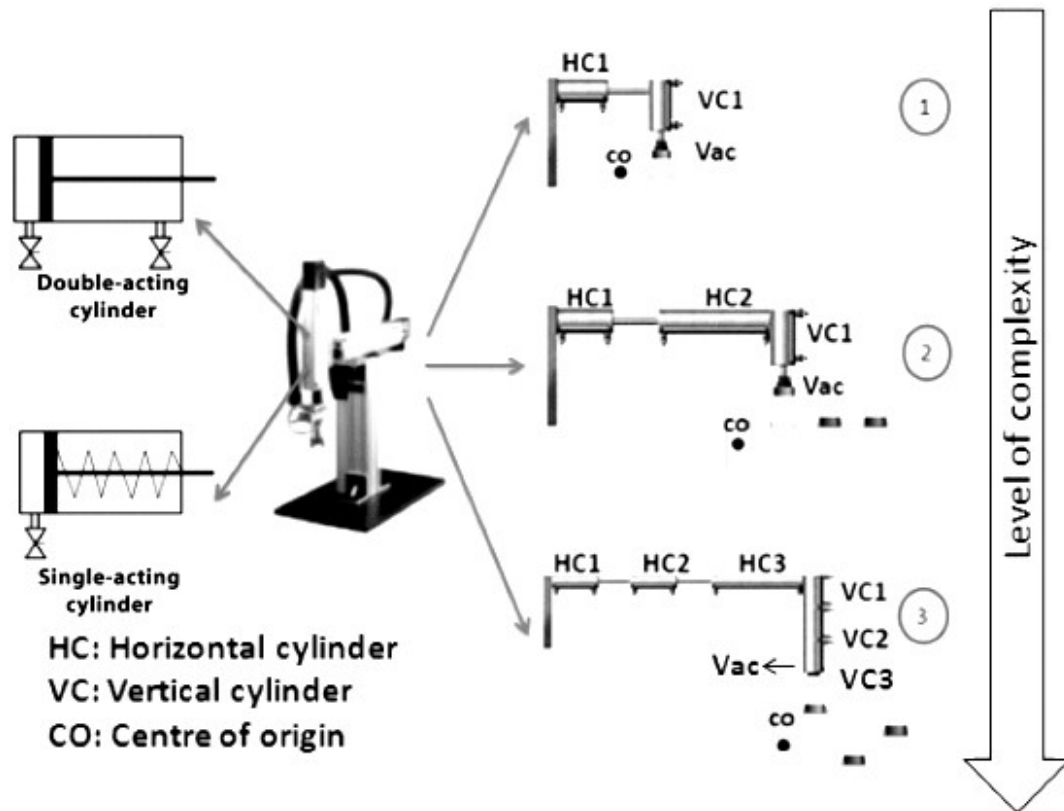 HC1
VC1
Vac
CO
1
Double-acting
cylinder
HC1 HC2
VC1
Vac
CO
2
Single-acting
cylinder
HC1 HC2 HC3
VC1
VC2
Vac
VC3
CO
3
HC: Horizontal cylinder
VC: Vertical cylinder
CO: Centre of origin
Level of complexity